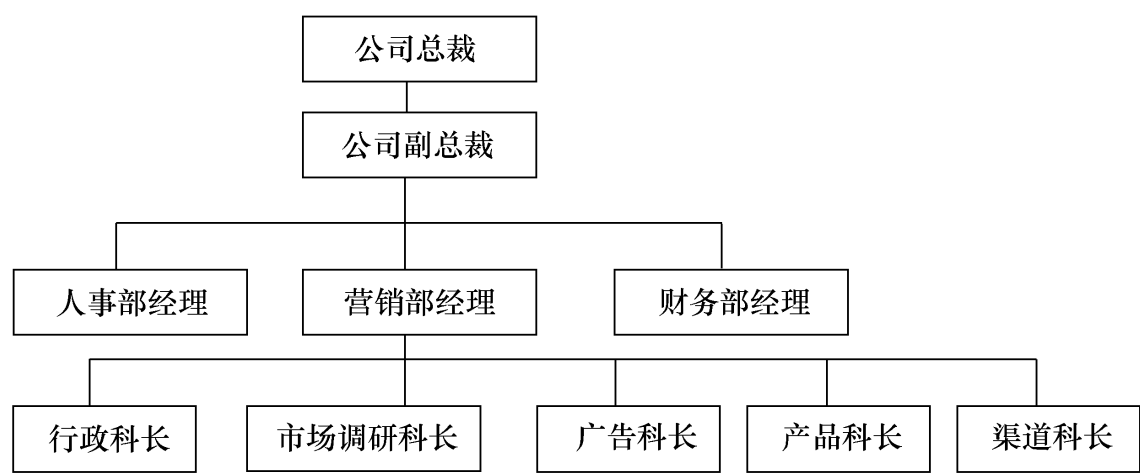 公司总裁
公司副总裁
人事部经理
营销部经理
财务部经理
行政科长
市场调研科长
广告科长
产品科长
渠道科长